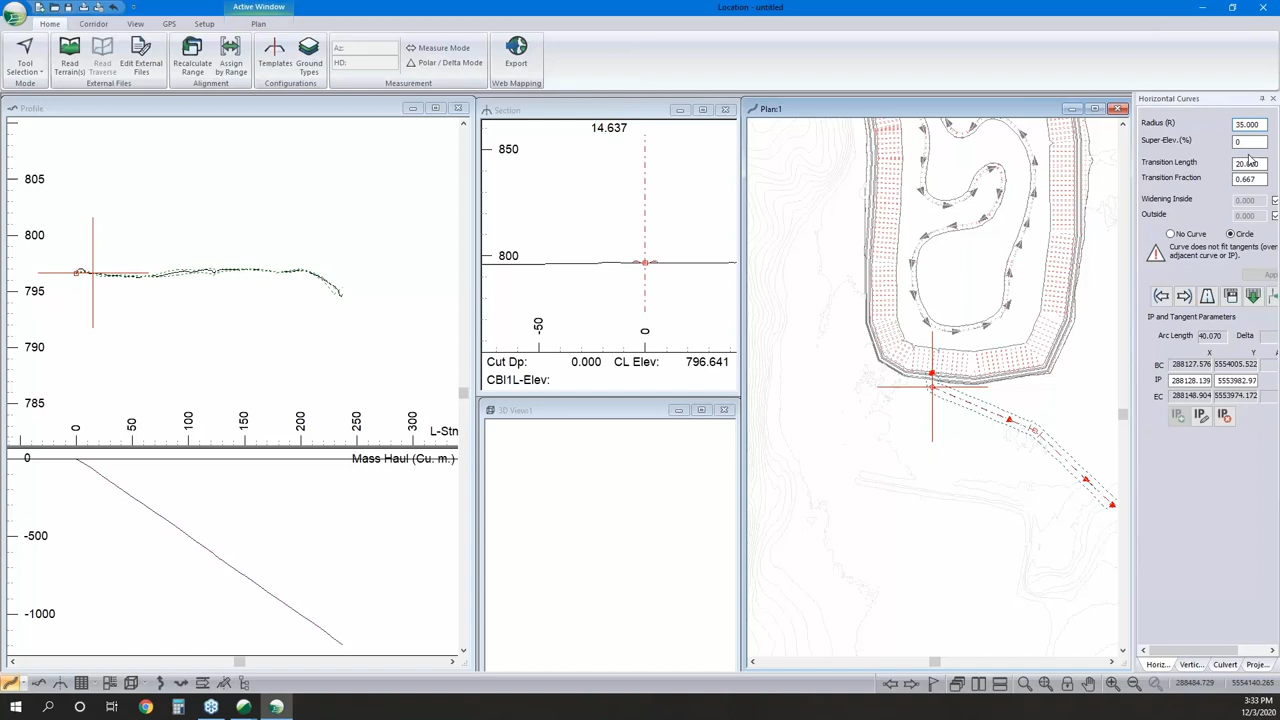 Active Window
Location - untitled
Home Corridor View GPS Setup Plan
Tool Selection
Read Terrain(s)
Read Traverse
Edit External Files
Recalculate Range
Assign by Range
Templates
Ground Types
Az:
HD:
Measure Mode
Polar / Delta Mode
Export
Mode External Files Alignment Configurations Measurement Web Mapping
Profile
805
800
795
790
785
0 50 100 150 200 250 300
L-Stn
0
Mass Haul (Cu. m.)
-500
-1000
Section
14.637
850
800
-50 0
Cut Dp: 0.000 CL Elev: 796.641
CBl1L-Elev:
3D View:1
Plan:1
Horizontal Curves
Radius (R) 35.000
Super-Elev.(%) 0
Transition Length
Transition Fraction 0.667
Widening Inside 0.000
Outside 0.000
No Curve Circle
Curve does not fit tangents (over
adjacent curve or IP).
App
IP and Tangent Parameters
Arc Length 40.070 Delta
X Y
BC 288127.576 5554005.522
IP 288128.139 5553982.97
EC 288148.904 5553974.172
Horiz... Vertic... Culvert Proje...
288484.729 5554140.265
3:33 PM
12/3/2020